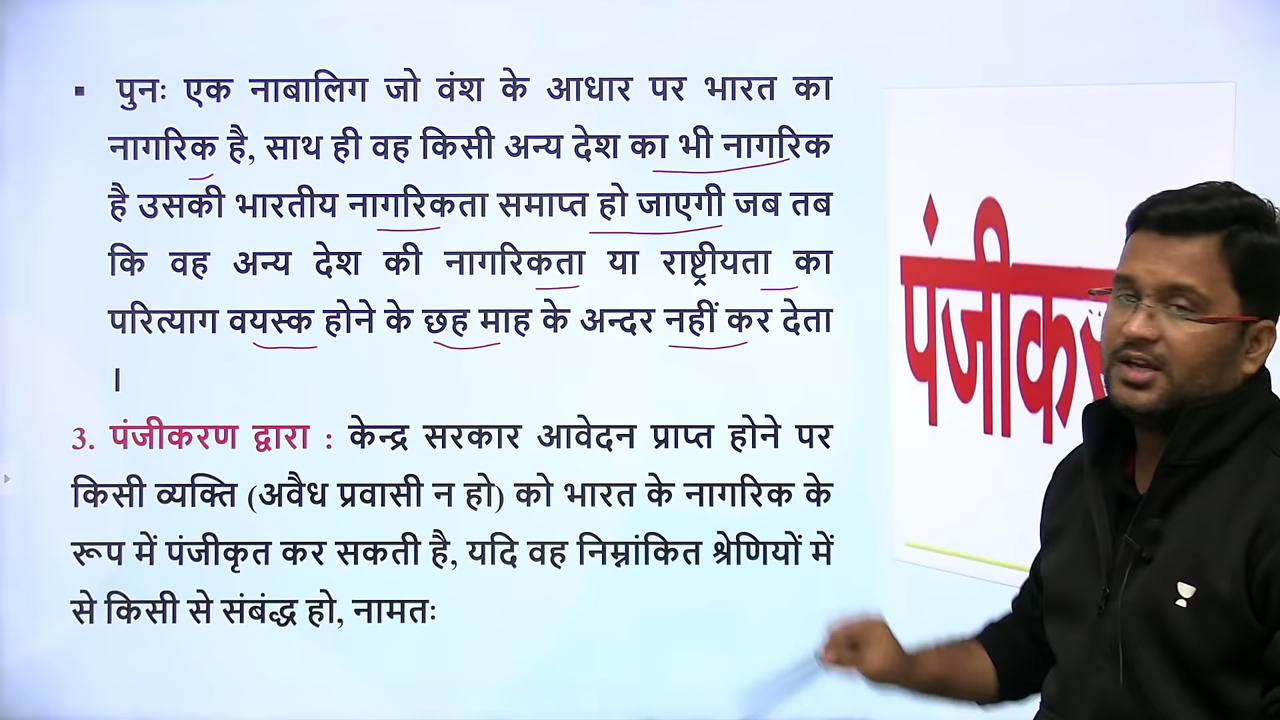 ▪ पुनः एक नाबालिग जो वंश के आधार पर भारत का
नागरिक है, साथ ही वह किसी अन्य देश का भी नागरिक
है उसकी भारतीय नागरिकता समाप्त हो जाएगी जब तब
कि वह अन्य देश की नागरिकता या राष्ट्रीयता का
परित्याग वयस्क होने के छह माह के अन्दर नहीं कर देता
।
3. पंजीकरण द्वारा : केन्द्र सरकार आवेदन प्राप्त होने पर
किसी व्यक्ति (अवैध प्रवासी न हो) को भारत के नागरिक के
रूप में पंजीकृत कर सकती है, यदि वह निम्नांकित श्रेणियों में
से किसी से संबंद्ध हो, नामतः